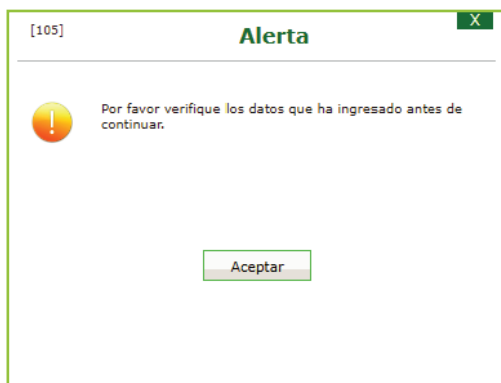 [105]
Alerta
X
Por favor verifique los datos que ha ingresado antes de
continuar.
Aceptar